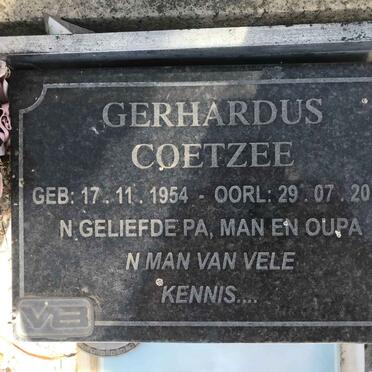 GERHARDUS
COETZEE
GEB: 17.11.1954 - OORL: 29.07.20
N GELIEFDE PA, MAN EN OUPA
N MAN VAN VELE
KENNIS....
VB